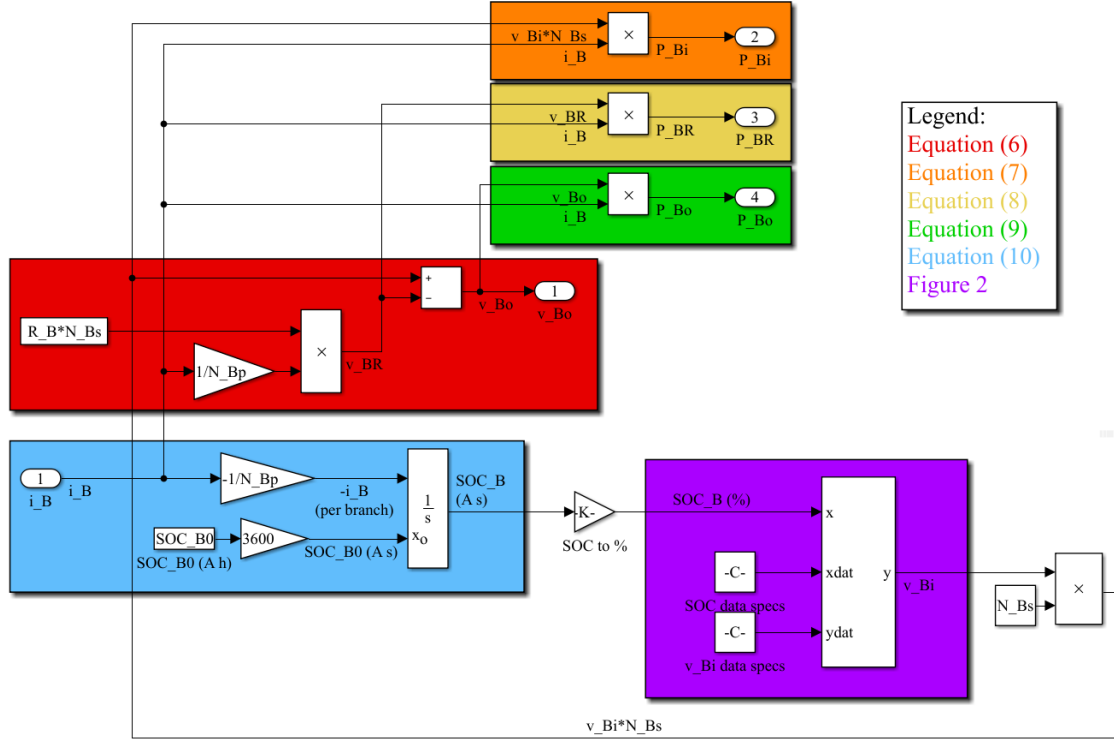 v_Bi*N_Bs
i_B
×
P_Bi
2
P_Bi
v_BR
i_B
×
P_BR
3
P_BR
v_Bo
i_B
×
P_Bo
4
P_Bo
Legend:
Equation (6)
Equation (7)
Equation (8)
Equation (9)
Equation (10)
Figure 2
+
−
v_Bo
1
v_Bo
R_B*N_Bs
1/N_Bp
×
v_BR
1
i_B
i_B
-1/N_Bp
-i_B
(per branch)
SOC_B0
SOC_B0 (A h)
3600
SOC_B0 (A s)
1
s
xo
SOC_B
(A s)
-K-
SOC to %
SOC_B (%)
x
-C-
SOC data specs
xdat
-C-
v_Bi data specs
ydat
y
v_Bi
N_Bs
×
v_Bi*N_Bs